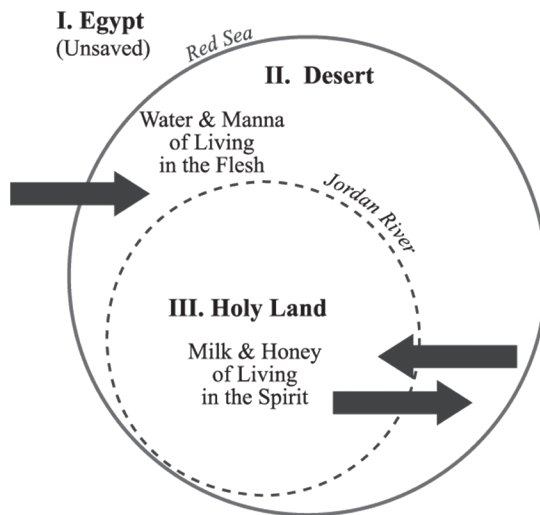 I. Egypt
(Unsaved)
Red Sea
II. Desert
Water & Manna
of Living
in the Flesh
Jordan River
III. Holy Land
Milk & Honey
of Living
in the Spirit